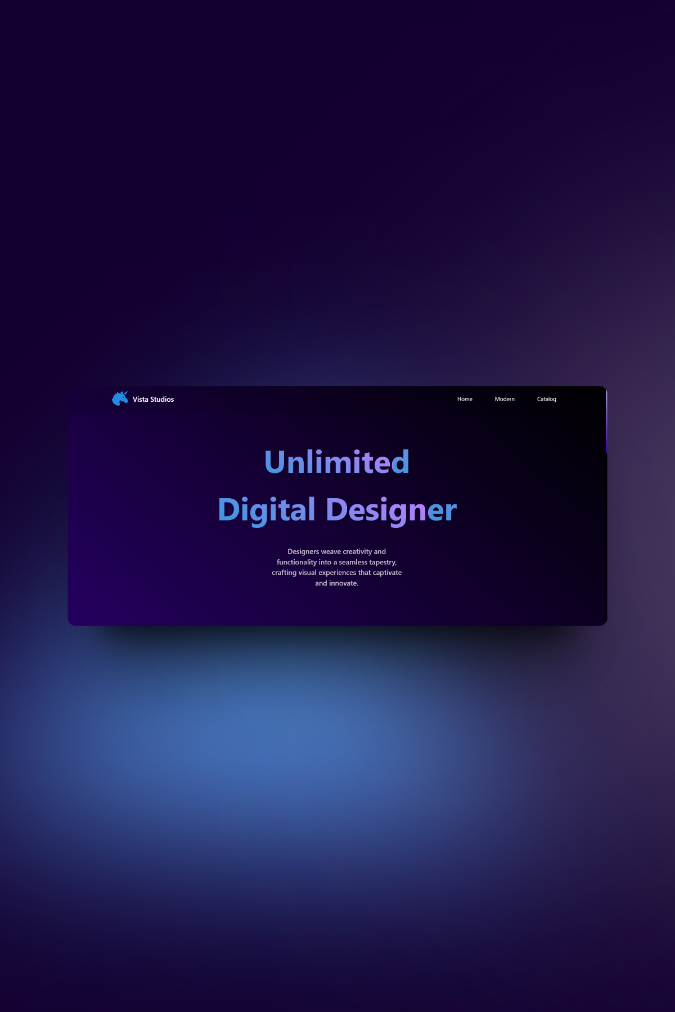 Vista Studios
Home Modern Catalog
Unlimited
Digital Designer
Designers weave creativity and
functionality into a seamless tapestry,
crafting visual experiences that captivate
and innovate.